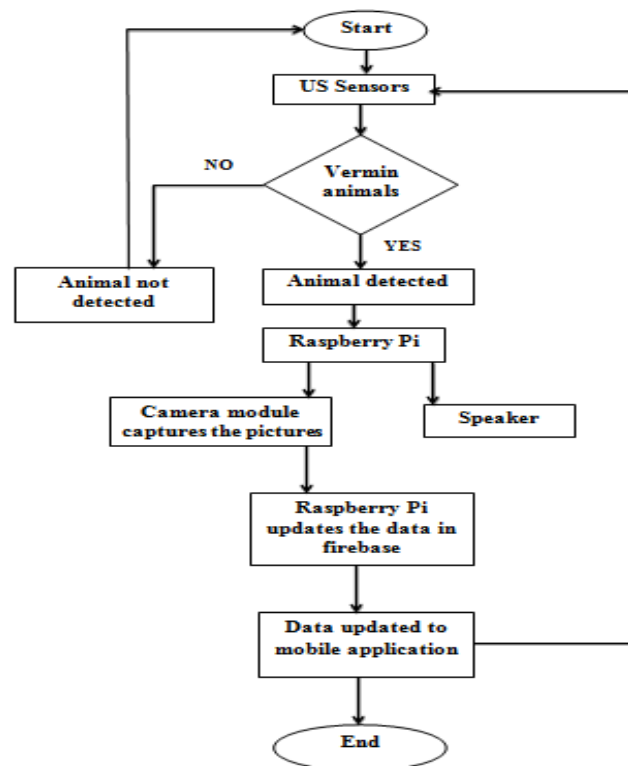 Start
US Sensors
NO
Vermin
animals
YES
Animal not
detected
Animal detected
Raspberry Pi
Camera module
captures the pictures
Speaker
Raspberry Pi
updates the data in
firebase
Data updated to
mobile application
End